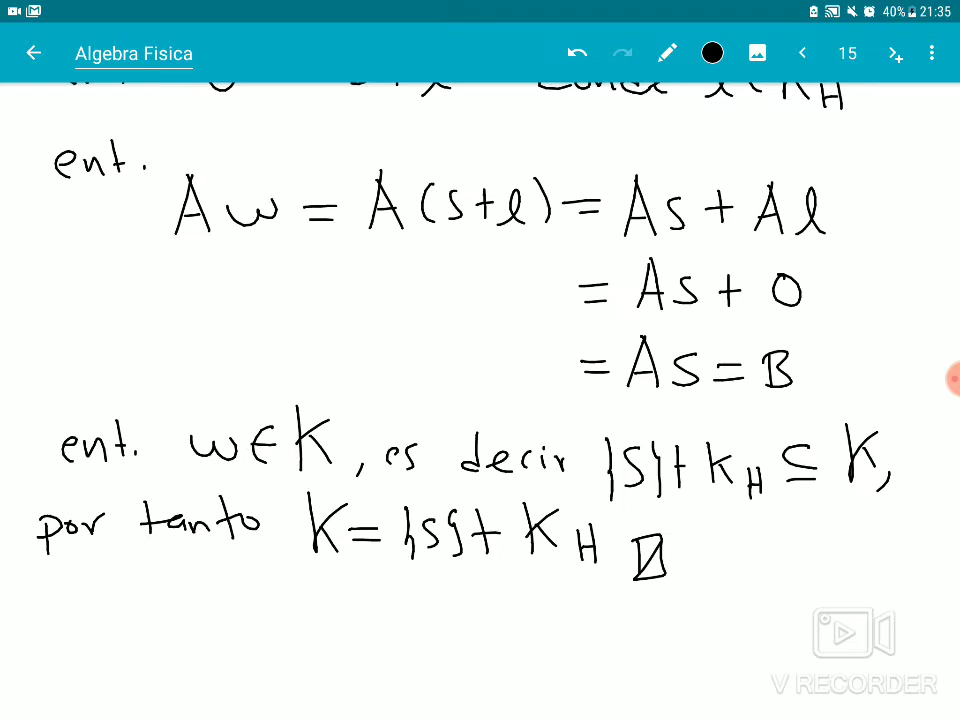 40% 21:35
Algebra Fisica 15
ent.
Aw = A(s+l) = As + Al
= As + 0
= As = B
ent. w∈K, es decir {s}+K_H ⊆ K,
por tanto K = {s}+K_H
V RECORDER